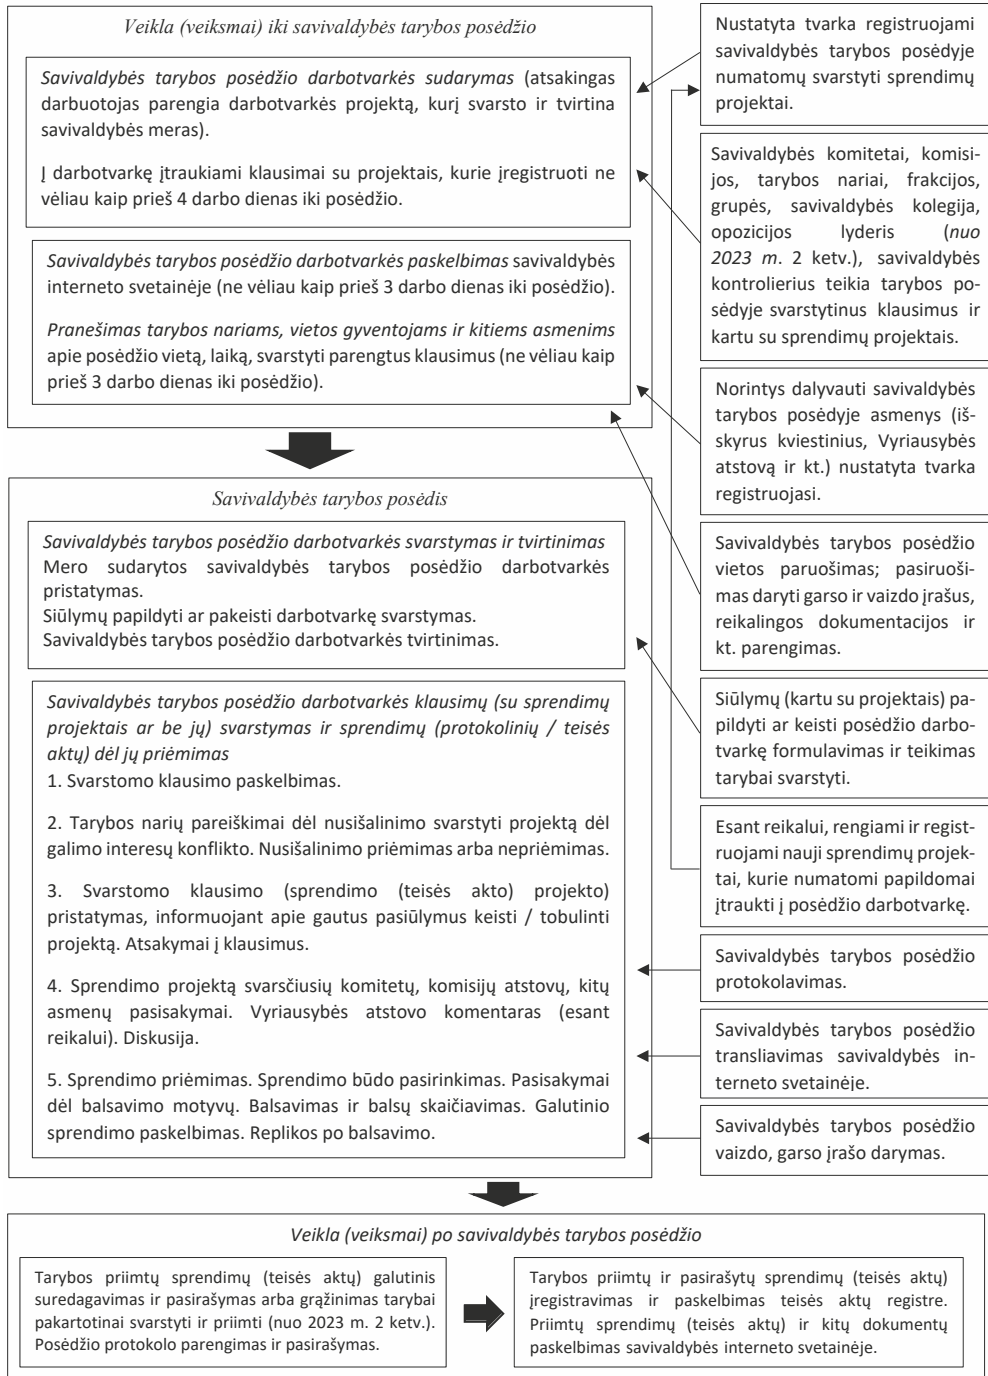 Veikla (veiksmai) iki savivaldybės tarybos posėdžio
Savivaldybės tarybos posėdžio darbotvarkės sudarymas (atsakingas
darbuotojas parengia darbotvarkės projektą, kurį svarsto ir tvirtina
savivaldybės meras).
Į darbotvarkę įtraukiami klausimai su projektais, kurie įregistruoti ne
vėliau kaip prieš 4 darbo dienas iki posėdžio.
Savivaldybės tarybos posėdžio darbotvarkės paskelbimas savivaldybės
interneto svetainėje (ne vėliau kaip prieš 3 darbo dienas iki posėdžio).
Pranešimas tarybos nariams, vietos gyventojams ir kitiems asmenims
apie posėdžio vietą, laiką, svarstyti parengtus klausimus (ne vėliau kaip
prieš 3 darbo dienas iki posėdžio).
Nustatyta tvarka registruojami
savivaldybės tarybos posėdyje
numatomų svarstyti sprendimų
projektai.
Savivaldybės komitetai, komisi-
jos, tarybos nariai, frakcijos,
grupės, savivaldybės kolegija,
opozicijos lyderis (nuo
2023 m. 2 ketv.), savivaldybės
kontrolierius teikia tarybos po-
sėdyje svarstytinus klausimus ir
kartu su sprendimų projektais.
Norintys dalyvauti savivaldybės
tarybos posėdyje asmenys (iš-
skyrus kviestinius, Vyriausybės
atstovą ir kt.) nustatyta tvarka
registruojasi.
Savivaldybės tarybos posėdžio
vietos paruošimas; pasiruoši-
mas daryti garso ir vaizdo įrašus,
reikalingos dokumentacijos ir
kt. parengimas.
Savivaldybės tarybos posėdis
Savivaldybės tarybos posėdžio darbotvarkės svarstymas ir tvirtinimas
Mero sudarytos savivaldybės tarybos posėdžio darbotvarkės
pristatymas.
Siūlymų papildyti ar pakeisti darbotvarkę svarstymas.
Savivaldybės tarybos posėdžio darbotvarkės tvirtinimas.
Savivaldybės tarybos posėdžio darbotvarkės klausimų (su sprendimų
projektais ar be jų) svarstymas ir sprendimų (protokolinių / teisės
aktų) dėl jų priėmimas
1. Svarstomo klausimo paskelbimas.
2. Tarybos narių pareiškimai dėl nusišalinimo svarstyti projektą dėl
galimo interesų konflikto. Nusišalinimo priėmimas arba nepriėmimas.
3. Svarstomo klausimo (sprendimo (teisės akto) projekto)
pristatymas, informuojant apie gautus pasiūlymus keisti / tobulinti
projektą. Atsakymai į klausimus.
4. Sprendimo projektą svarsčiusių komitetų, komisijų atstovų, kitų
asmenų pasisakymai. Vyriausybės atstovo komentaras (esant
reikalui). Diskusija.
5. Sprendimo priėmimas. Sprendimo būdo pasirinkimas. Pasisakymai
dėl balsavimo motyvų. Balsavimas ir balsų skaičiavimas. Galutinio
sprendimo paskelbimas. Replikos po balsavimo.
Siūlymų (kartu su projektais) pa-
pildyti ar keisti posėdžio darbo-
tvarkę formulavimas ir teikimas
tarybai svarstyti.
Esant reikalui, rengiami ir regist-
ruojami nauji sprendimų projek-
tai, kurie numatomi papildomai
įtraukti į posėdžio darbotvarkę.
Savivaldybės tarybos posėdžio
protokolavimas.
Savivaldybės tarybos posėdžio
transliavimas savivaldybės in-
terneto svetainėje.
Savivaldybės tarybos posėdžio
vaizdo, garso įrašo darymas.
Veikla (veiksmai) po savivaldybės tarybos posėdžio
Tarybos priimtų sprendimų (teisės aktų) galutinis
suredagavimas ir pasirašymas arba grąžinimas tarybai
pakartotinai svarstyti ir priimti (nuo 2023 m. 2 ketv.).
Posėdžio protokolo parengimas ir pasirašymas.
Tarybos priimtų ir pasirašytų sprendimų (teisės aktų)
įregistravimas ir paskelbimas teisės aktų registre.
Priimtų sprendimų (teisės aktų) ir kitų dokumentų
paskelbimas savivaldybės interneto svetainėje.